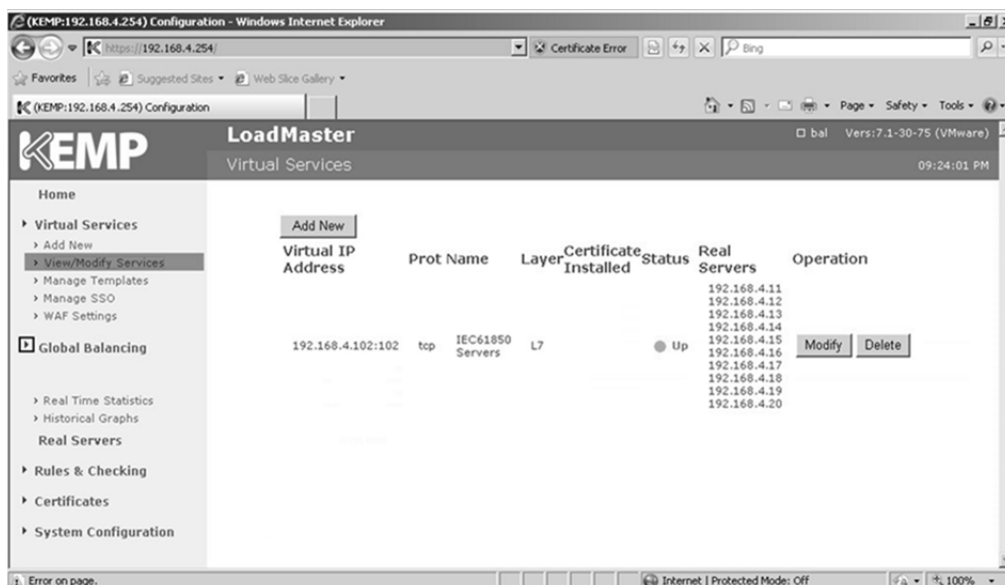 (KEMP:192.168.4.254) Configuration - Windows Internet Explorer
https://192.168.4.254/
Certificate Error
Bing
Favorites
Suggested Sites
Web Slice Gallery
(KEMP:192.168.4.254) Configuration
Page
Safety
Tools
KEMP
LoadMaster
bal
Vers:7.1-30-75 (VMware)
Virtual Services
09:24:01 PM
Home
Virtual Services
Add New
View/Modify Services
Manage Templates
Manage SSO
WAF Settings
Global Balancing
Real Time Statistics
Historical Graphs
Real Servers
Rules & Checking
Certificates
System Configuration
Add New
Virtual IP Address
Prot
Name
Layer
Certificate Installed
Status
Real Servers
Operation
192.168.4.102:102
tcp
IEC61850 Servers
L7
Up
192.168.4.11
192.168.4.12
192.168.4.13
192.168.4.14
192.168.4.15
192.168.4.16
192.168.4.17
192.168.4.18
192.168.4.19
192.168.4.20
Modify
Delete
Error on page.
Internet | Protected Mode: Off
100%